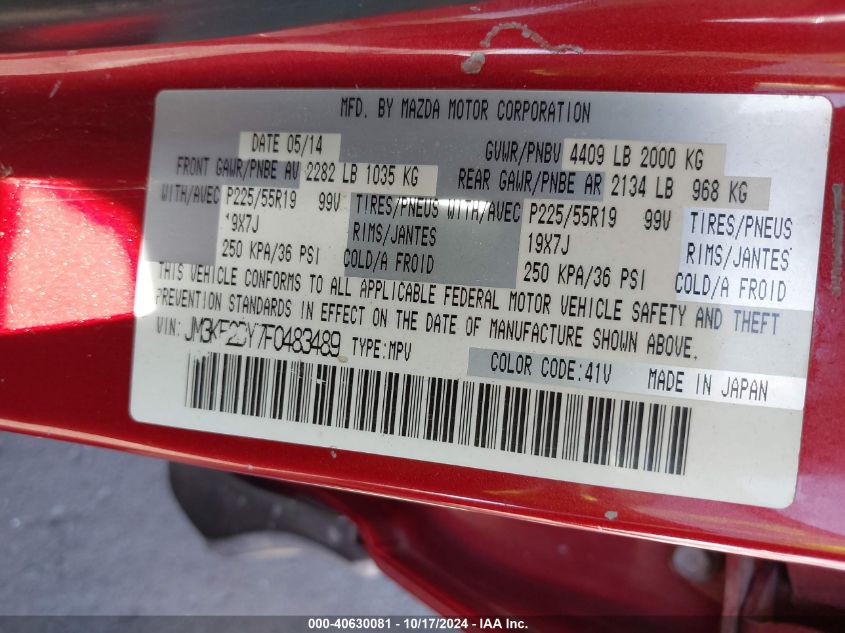 MFD. BY MAZDA MOTOR CORPORATION
DATE 05/14 GVWR/PNBV 4409 LB 2000 KG
FRONT GAWR/PNBE AV 2282 LB 1035 KG REAR GAWR/PNBE AR 2134 LB 968 KG
WITH/AVEC P225/55R19 99V TIRES/PNEUS WITH/AVEC P225/55R19 99V TIRES/PNEUS
19X7J RIMS/JANTES 19X7J RIMS/JANTES
250 KPA/36 PSI COLD/A FROID 250 KPA/36 PSI COLD/A FROID
THIS VEHICLE CONFORMS TO ALL APPLICABLE FEDERAL MOTOR VEHICLE SAFETY AND THEFT
PREVENTION STANDARDS IN EFFECT ON THE DATE OF MANUFACTURE SHOWN ABOVE.
VIN: JM3KE2DY7F0483489 TYPE:MPV COLOR CODE:41V MADE IN JAPAN
000-40630081 - 10/17/2024 - IAA Inc.